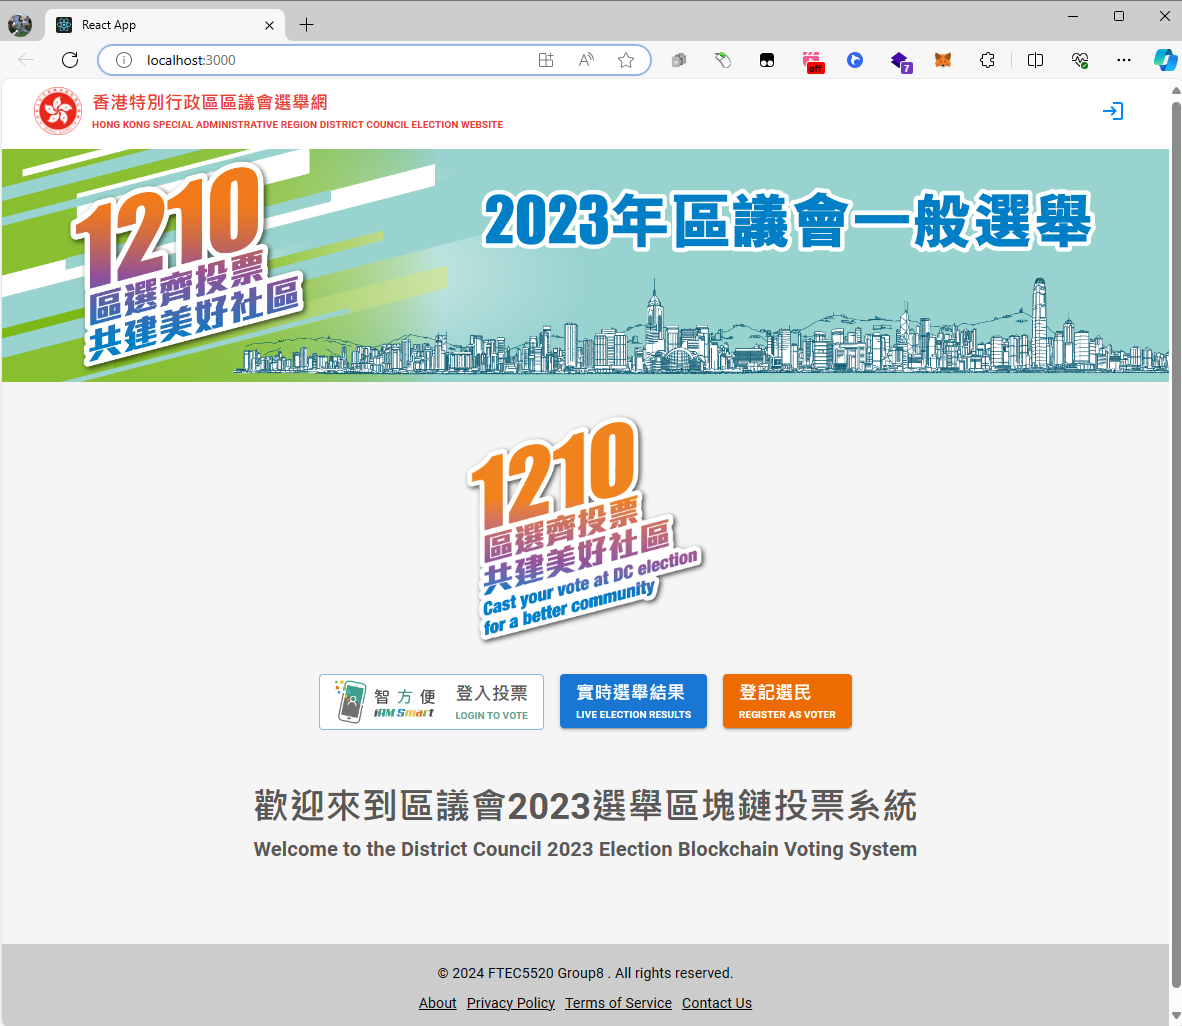 React App
localhost:3000
off
7
香港特別行政區區議會選舉網
HONG KONG SPECIAL ADMINISTRATIVE REGION DISTRICT COUNCIL ELECTION WEBSITE
1210
區選齊投票
共建美好社區
2023年區議會一般選舉
1210
區選齊投票
共建美好社區
Cast your vote at DC election
for a better community
智方便
iAM Smart
登入投票
LOGIN TO VOTE
實時選舉結果
LIVE ELECTION RESULTS
登記選民
REGISTER AS VOTER
歡迎來到區議會2023選舉區塊鏈投票系統
Welcome to the District Council 2023 Election Blockchain Voting System
© 2024 FTEC5520 Group8 . All rights reserved.
About Privacy Policy Terms of Service Contact Us